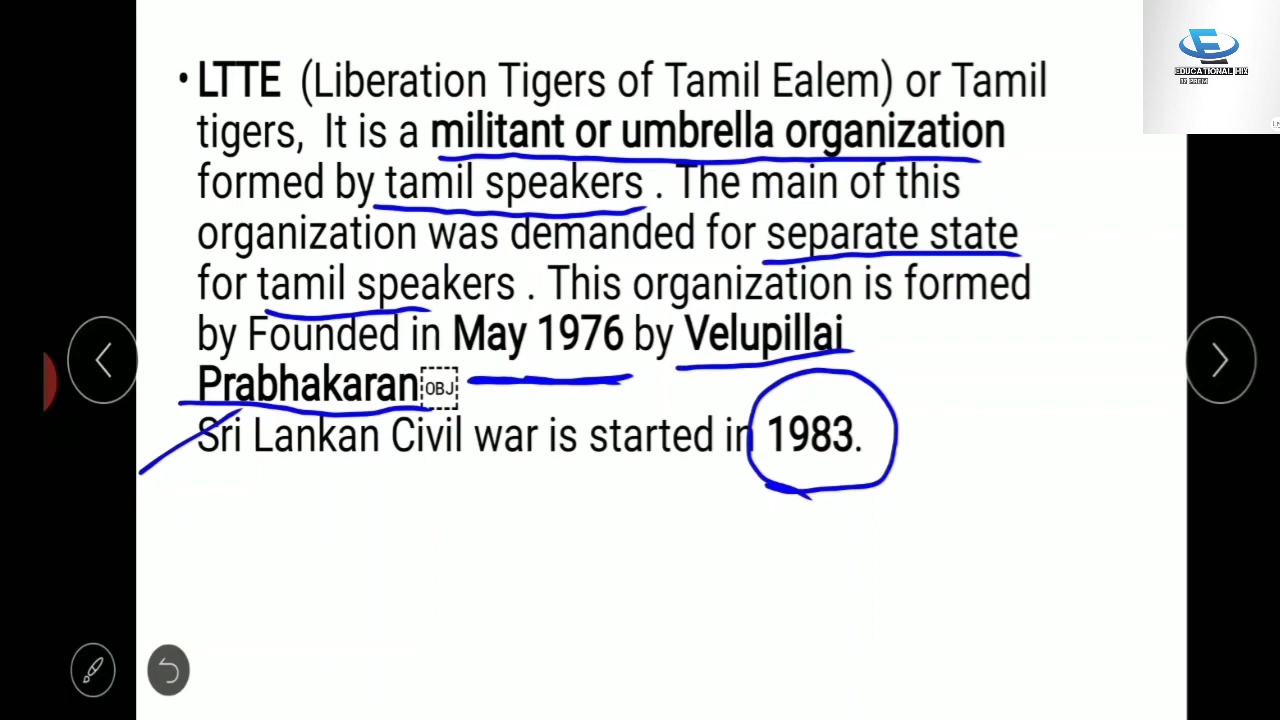 EDUCATIONAL MIX
• LTTE (Liberation Tigers of Tamil Ealem) or Tamil
tigers, It is a militant or umbrella organization
formed by tamil speakers . The main of this
organization was demanded for separate state
for tamil speakers . This organization is formed
by Founded in May 1976 by Velupillai
Prabhakaran OBJ
Sri Lankan Civil war is started in 1983.